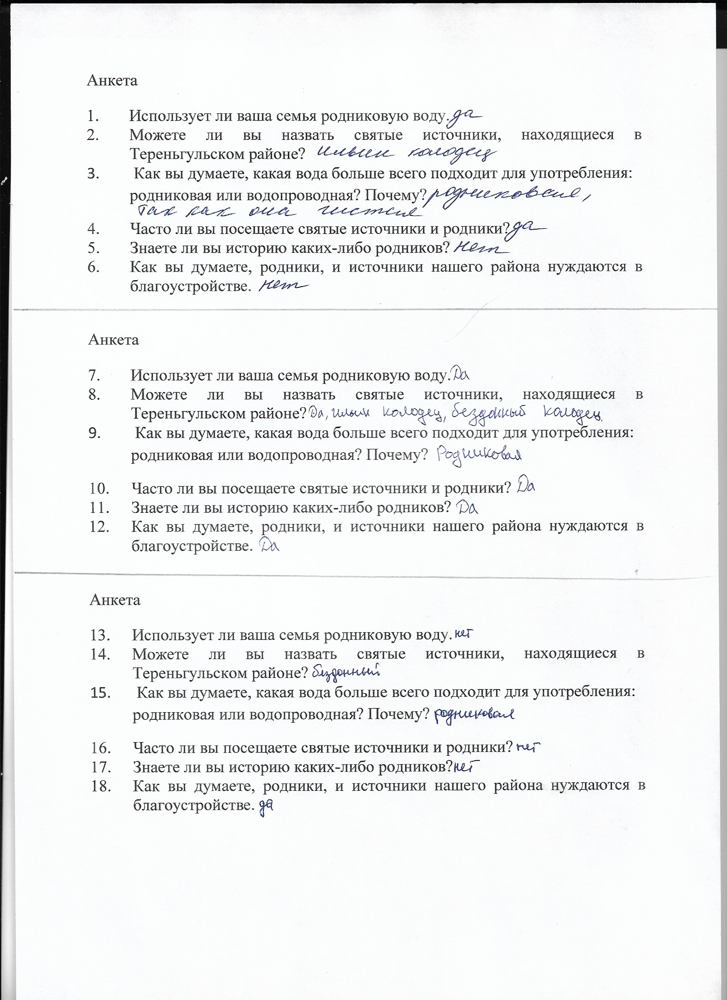 Анкета
1. Использует ли ваша семья родниковую воду. да
2. Можете ли вы назвать святые источники, находящиеся в
Тереньгульском районе? Ильин колодец
3. Как вы думаете, какая вода больше всего подходит для употребления:
родниковая или водопроводная? Почему? родниковая,
так как она чистая
4. Часто ли вы посещаете святые источники и родники? да
5. Знаете ли вы историю каких-либо родников? нет
6. Как вы думаете, родники, и источники нашего района нуждаются в
благоустройстве. нет
Анкета
7. Использует ли ваша семья родниковую воду. Да
8. Можете ли вы назвать святые источники, находящиеся в
Тереньгульском районе? Да, ильин колодец, бездонный колодец.
9. Как вы думаете, какая вода больше всего подходит для употребления:
родниковая или водопроводная? Почему? Родниковая
10. Часто ли вы посещаете святые источники и родники? Да
11. Знаете ли вы историю каких-либо родников? Да
12. Как вы думаете, родники, и источники нашего района нуждаются в
благоустройстве. Да
Анкета
13. Использует ли ваша семья родниковую воду. нет
14. Можете ли вы назвать святые источники, находящиеся в
Тереньгульском районе? бездонный
15. Как вы думаете, какая вода больше всего подходит для употребления:
родниковая или водопроводная? Почему? родниковая
16. Часто ли вы посещаете святые источники и родники? нет
17. Знаете ли вы историю каких-либо родников? нет
18. Как вы думаете, родники, и источники нашего района нуждаются в
благоустройстве. да